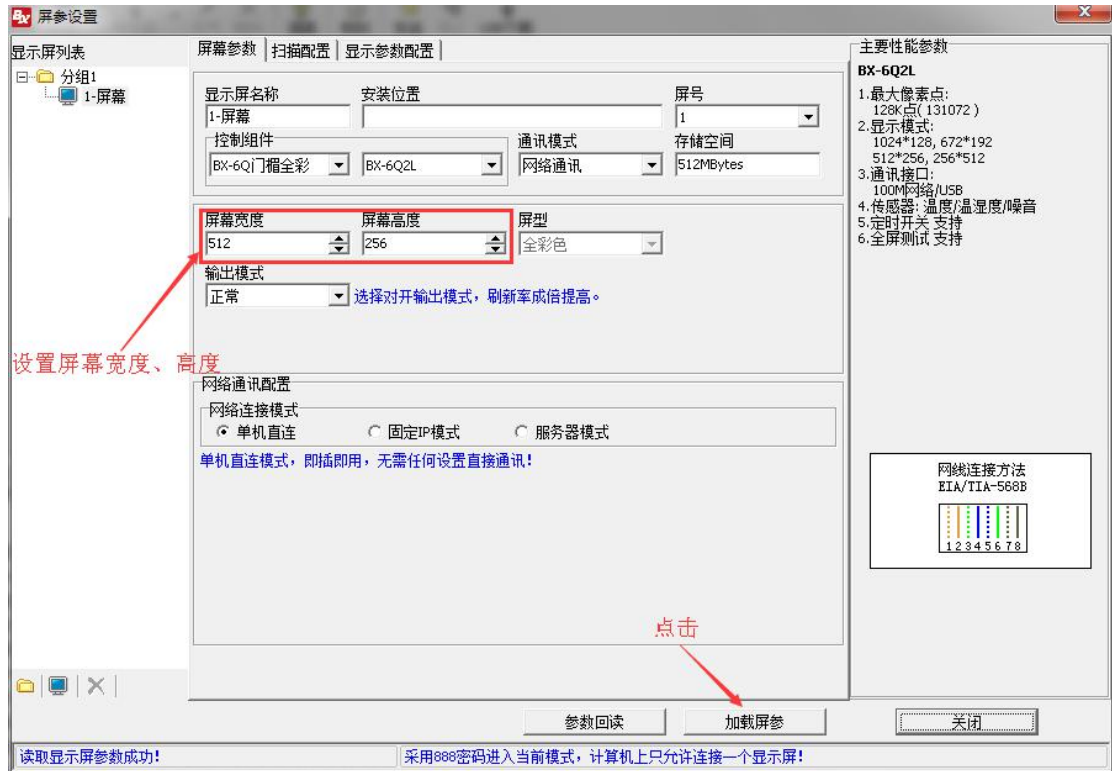 屏参设置
显示屏列表
分组1
1-屏幕
屏幕参数 扫描配置 显示参数配置
显示屏名称 安装位置 屏号
1-屏幕 1
控制组件 通讯模式 存储空间
BX-6Q门楣全彩 BX-6Q2L 网络通讯 512MBytes
屏幕宽度 屏幕高度 屏型
512 256 全彩色
输出模式
正常 选择对开输出模式，刷新率成倍提高。
设置屏幕宽度、高度
网络通讯配置
网络连接模式
单机直连 固定IP模式 服务器模式
单机直连模式，即插即用，无需任何设置直接通讯!
点击
参数回读 加载屏参 关闭
读取显示屏参数成功! 采用888密码进入当前模式，计算机上只允许连接一个显示屏!
主要性能参数
BX-6Q2L
1.最大像素点:
128K点(131072)
2.显示模式:
1024*128, 672*192
512*256, 256*512
3.通讯接口:
100M网络/USB
4.传感器: 温度/温湿度/噪音
5.定时开关 支持
6.全屏测试 支持
网线连接方法
EIA/TIA-568B
12345678